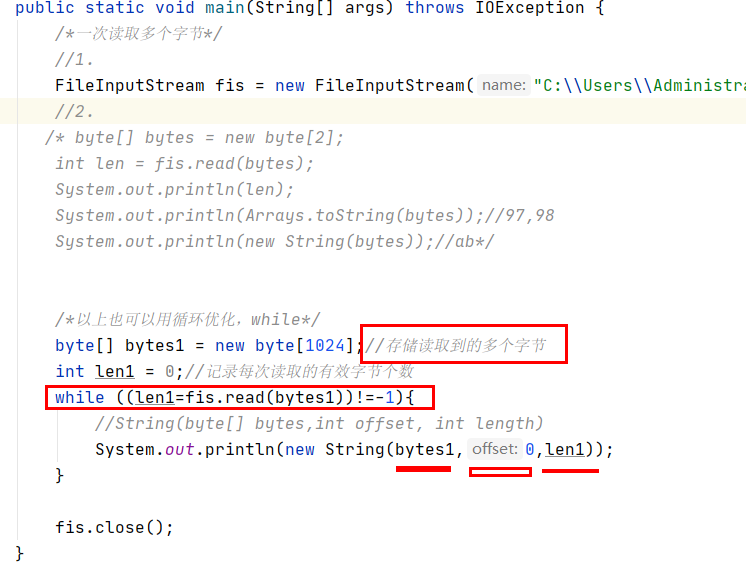 public static void main(String[] args) throws IOException {
/*一次读取多个字节*/
//1.
FileInputStream fis = new FileInputStream( name: "C:\\Users\\Administra
//2.
/* byte[] bytes = new byte[2];
int len = fis.read(bytes);
System.out.println(len);
System.out.println(Arrays.toString(bytes));//97,98
System.out.println(new String(bytes));//ab*/
/*以上也可以用循环优化，while*/
byte[] bytes1 = new byte[1024];//存储读取到的多个字节
int len1 = 0;//记录每次读取的有效字节个数
while ((len1=fis.read(bytes1))!=-1){
//String(byte[] bytes,int offset, int length)
System.out.println(new String(bytes1, offset: 0,len1));
}
fis.close();
}